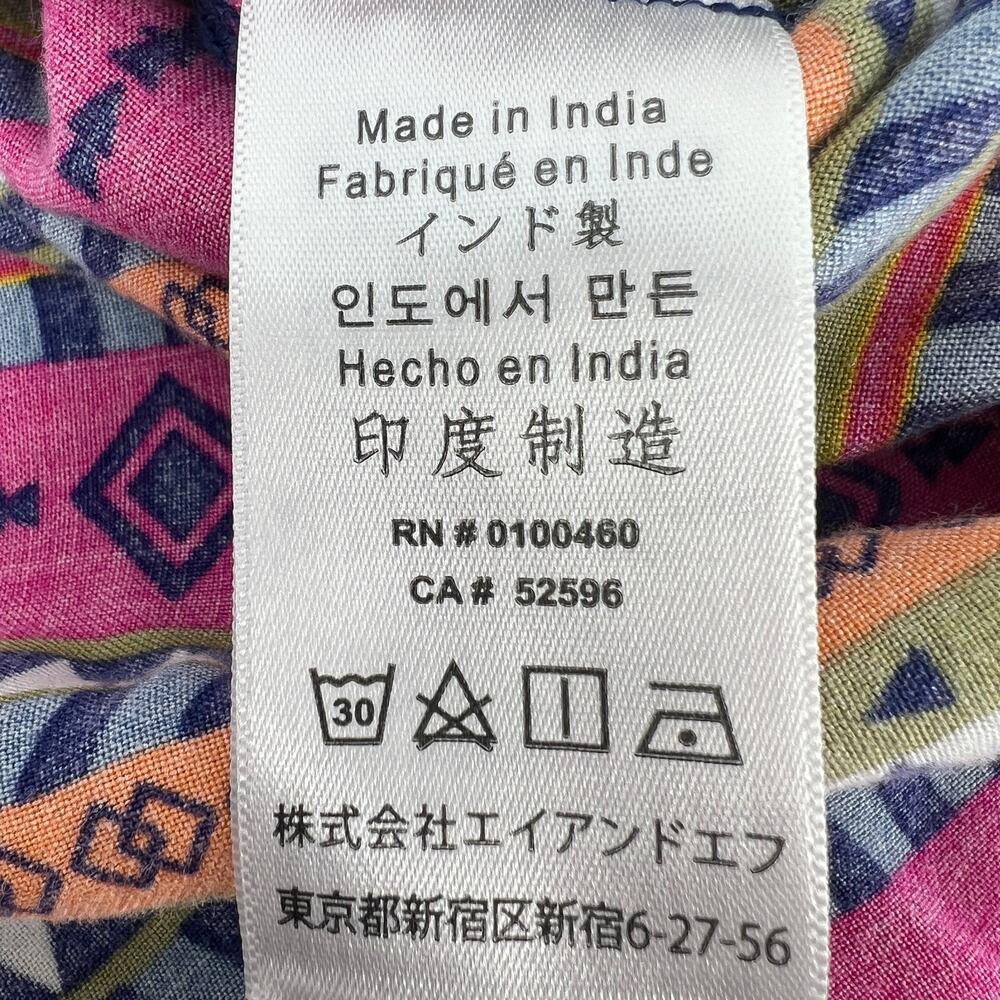 Made in India
Fabriqué en Inde
インド製
인도에서 만든
Hecho en India
印度制造
RN # 0100460
CA# 52596
30
株式会社エイアンドエフ
東京都新宿区新宿6-27-56